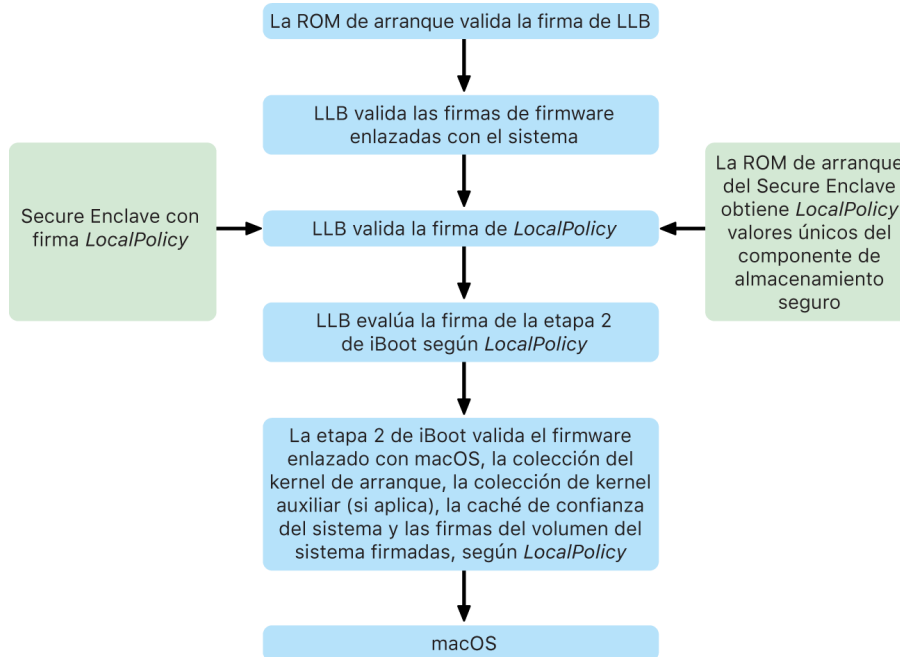 La ROM de arranque valida la firma de LLB
LLB valida las firmas de firmware
enlazadas con el sistema
Secure Enclave con
firma LocalPolicy
LLB valida la firma de LocalPolicy
La ROM de arranque
del Secure Enclave
obtiene LocalPolicy
valores únicos del
componente de
almacenamiento
seguro
LLB evalúa la firma de la etapa 2
de iBoot según LocalPolicy
La etapa 2 de iBoot valida el firmware
enlazado con macOS, la colección del
kernel de arranque, la colección de kernel
auxiliar (si aplica), la caché de confianza
del sistema y las firmas del volumen del
sistema firmadas, según LocalPolicy
macOS